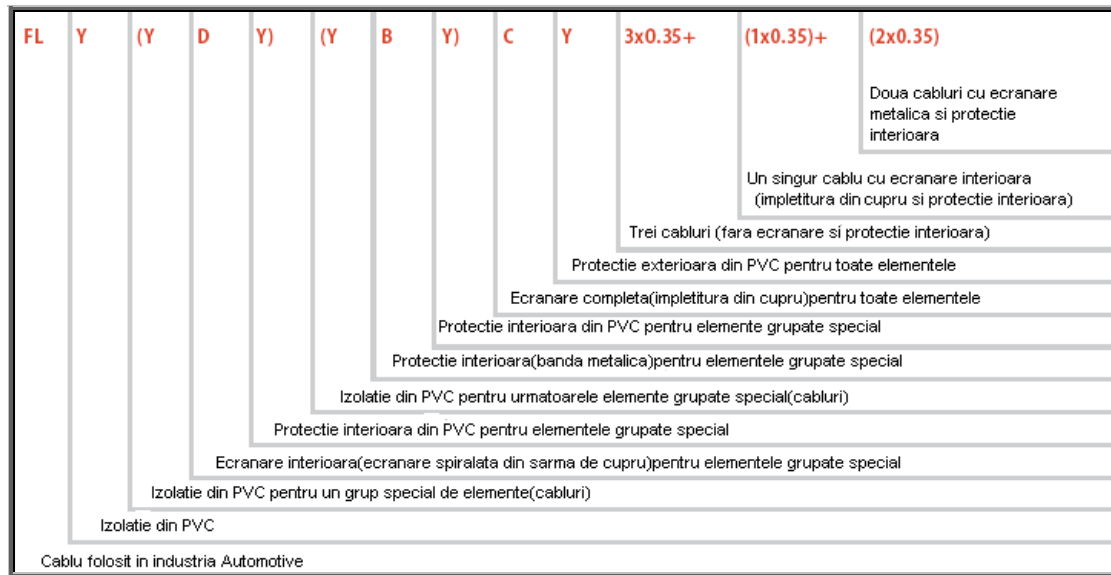 FL Y (Y D Y) (Y B Y) C Y 3x0.35+ (1x0.35)+ (2x0.35)
Doua cabluri cu ecranare
metalica si protectie
interioara
Un singur cablu cu ecranare interioara
(impletitura din cupru si protectie interioara)
Trei cabluri (fara ecranare si protectie interioara)
Protectie exterioara din PVC pentru toate elementele
Ecranare completa(impletitura din cupru)pentru toate elementele
Protectie interioara din PVC pentru elemente grupate special
Protectie interioara(banda metalica)pentru elementele grupate special
Izolatie din PVC pentru urmatoarele elemente grupate special(cabluri)
Protectie interioara din PVC pentru elementele grupate special
Ecranare interioara(ecranare spiralata din sarma de cupru)pentru elementele grupate special
Izolatie din PVC pentru un grup special de elemente(cabluri)
Izolatie din PVC
Cablu folosit in industria Automotive